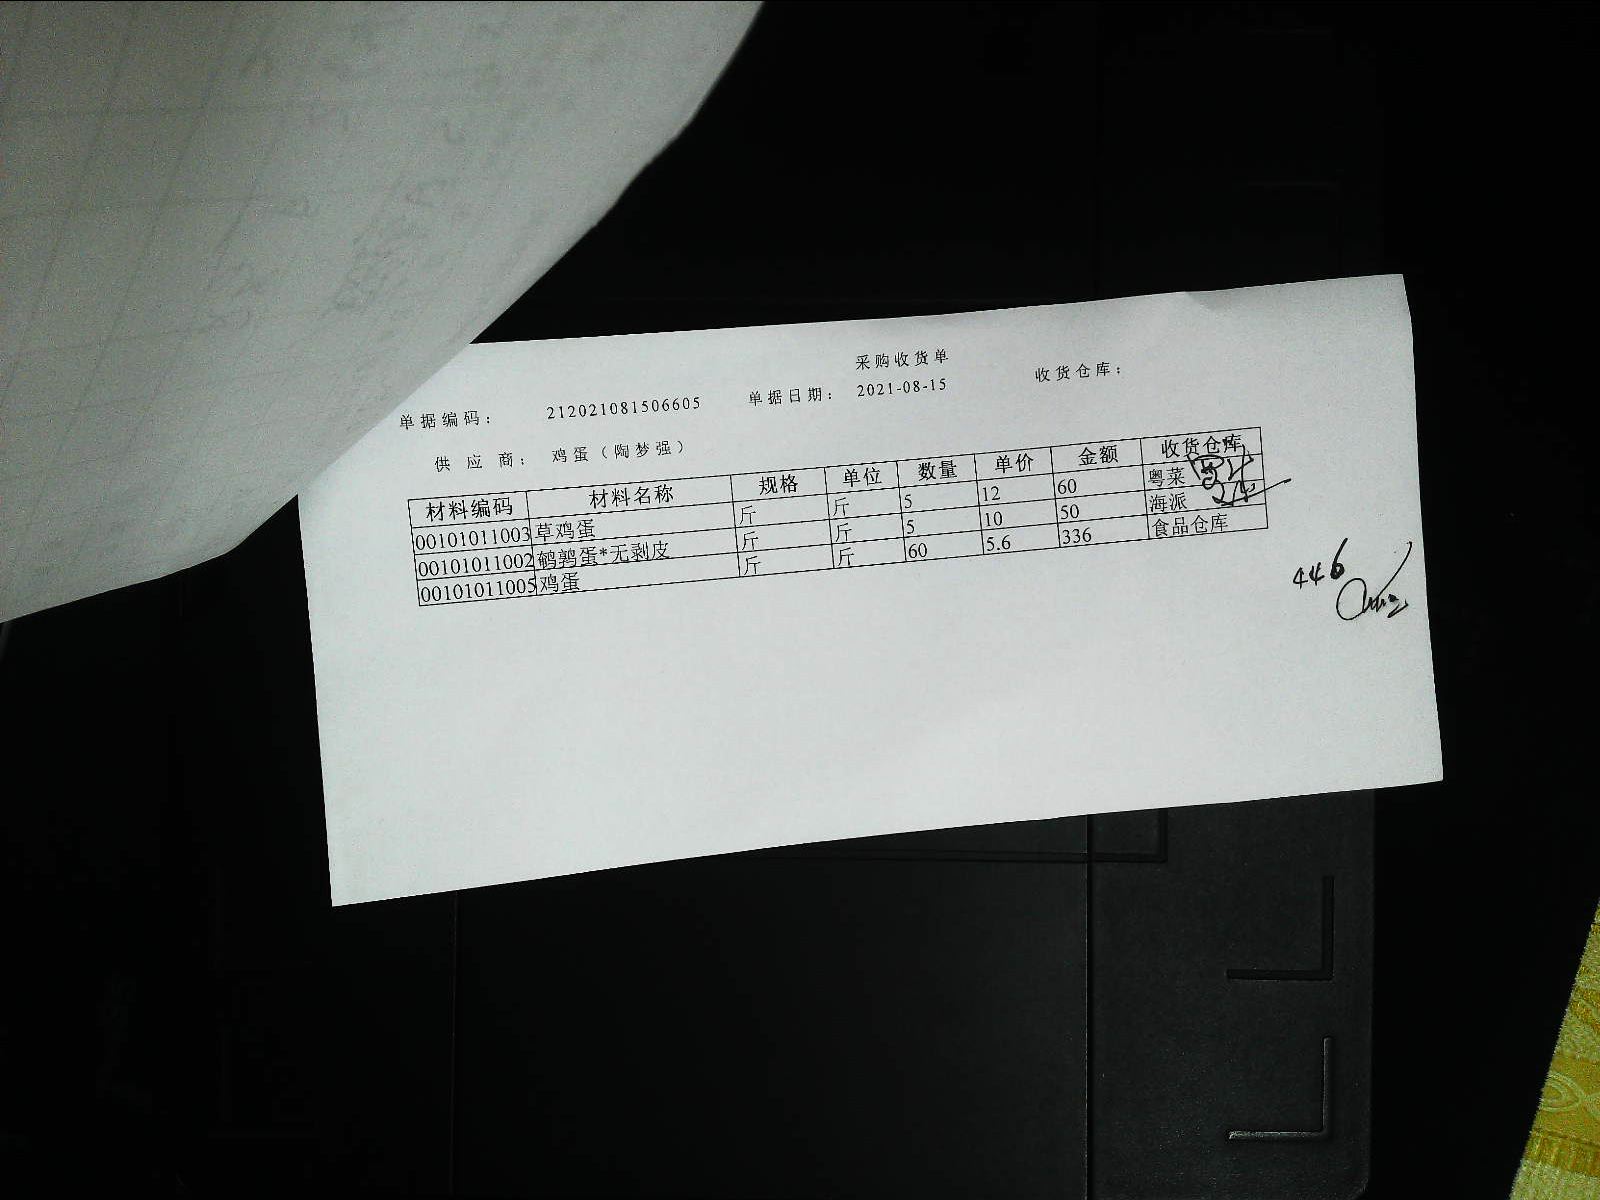 采购收货单
单据编码： 212021081506605 单据日期： 2021-08-15 收货仓库：
供应商： 鸡蛋（陶梦强）
材料编码 材料名称 规格 单位 数量 单价 金额 收货仓库
00101011003 草鸡蛋 斤 斤 5 12 60 粤菜
00101011002 鹌鹑蛋*无剥皮 斤 斤 5 10 50 海派
00101011005 鸡蛋 斤 斤 60 5.6 336 食品仓库
446